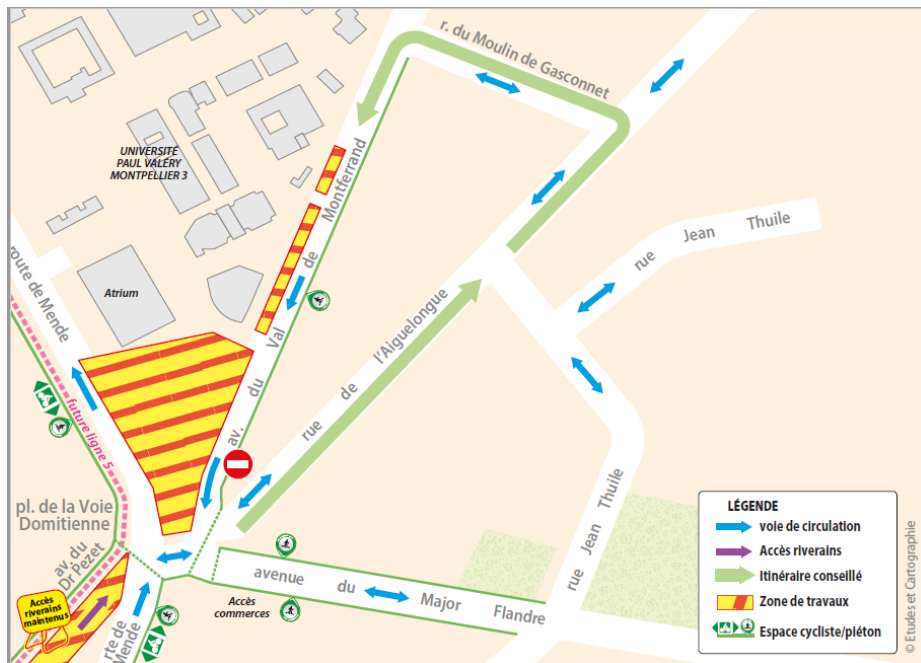 r. du Moulin de Gasconnet
UNIVERSITÉ
PAUL VALÉRY
MONTPELLIER 3
av. du Val de Montferrand
route de Mende
Atrium
rue Jean Thuile
rue de l'Aiguelongue
future ligne 5
pl. de la Voie
Domitienne
av. du
Dr Pezet
Accès
riverains
maintenus
rte de
Mende
Accès
commerces
avenue du Major Flandre
rue Jean Thuile
LÉGENDE
voie de circulation
Accès riverains
Itinéraire conseillé
Zone de travaux
Espace cycliste/piéton
© Etudes et Cartographie